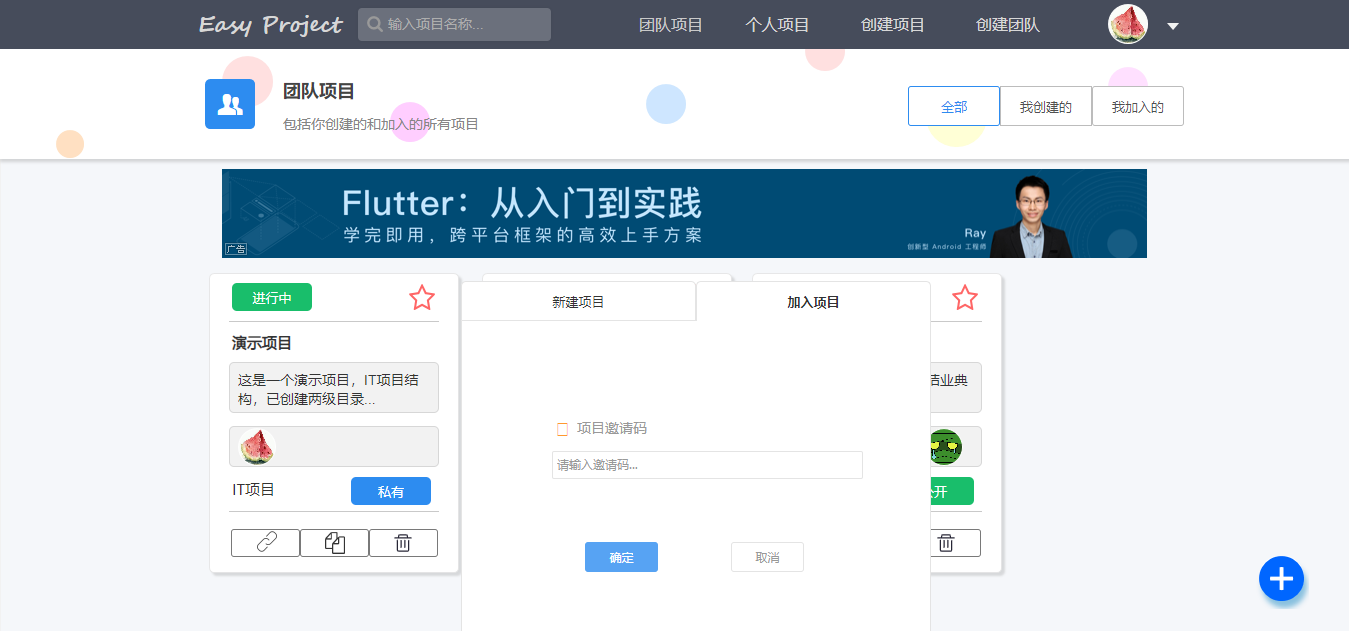 Easy Project
输入项目名称...
团队项目
个人项目
创建项目
创建团队
团队项目
包括你创建的和加入的所有项目
全部
我创建的
我加入的
Flutter：从入门到实践
学完即用，跨平台框架的高效上手方案
Ray
创新型 Android 工程师
广告
进行中
演示项目
这是一个演示项目，IT项目结
构，已创建两级目录...
IT项目
私有
新建项目
加入项目
项目邀请码
请输入邀请码...
确定
取消
业典
开